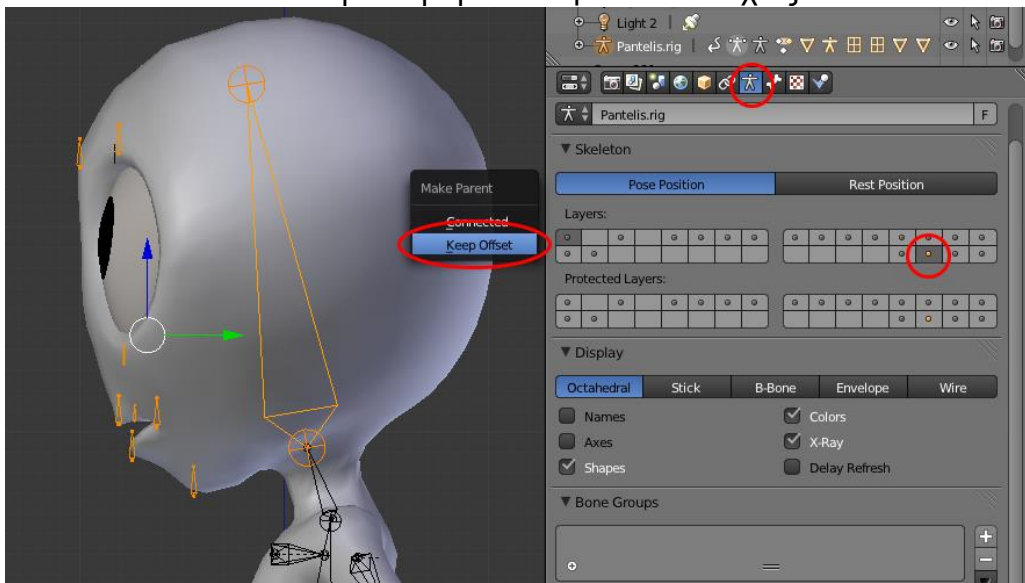 Light 2
Pantelis.rig
Pantelis.rig
F
Skeleton
Pose Position
Rest Position
Layers:
Protected Layers:
Display
Octahedral
Stick
B-Bone
Envelope
Wire
Names
Colors
Axes
X-Ray
Shapes
Delay Refresh
Bone Groups
Make Parent
Connected
Keep Offset